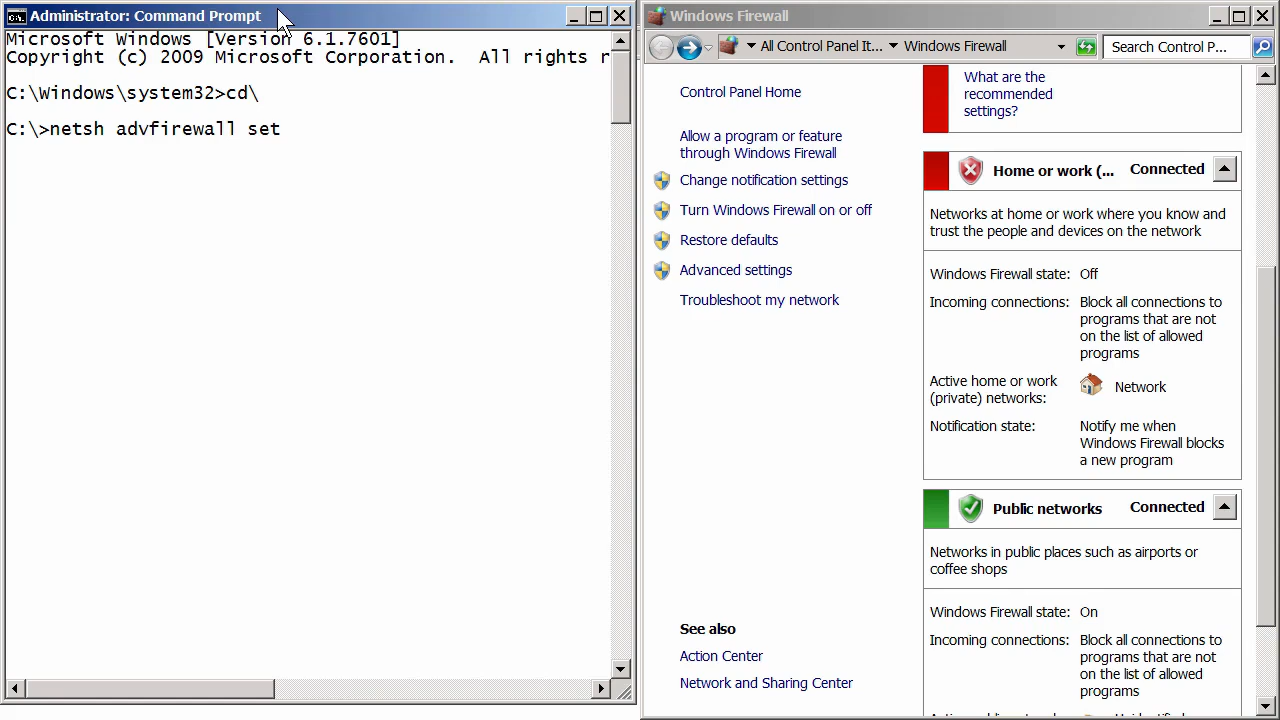 Administrator: Command Prompt
Microsoft Windows [Version 6.1.7601]
Copyright (c) 2009 Microsoft Corporation.  All rights r
C:\Windows\system32>cd\
C:\>netsh advfirewall set
Windows Firewall
All Control Panel It...
Windows Firewall
Search Control P...
Control Panel Home
Allow a program or feature
through Windows Firewall
Change notification settings
Turn Windows Firewall on or off
Restore defaults
Advanced settings
Troubleshoot my network
See also
Action Center
Network and Sharing Center
What are the
recommended
settings?
Home or work (... Connected
Networks at home or work where you know and
trust the people and devices on the network
Windows Firewall state: Off
Incoming connections: Block all connections to
programs that are not
on the list of allowed
programs
Active home or work
(private) networks:
Network
Notification state: Notify me when
Windows Firewall blocks
a new program
Public networks Connected
Networks in public places such as airports or
coffee shops
Windows Firewall state: On
Incoming connections: Block all connections to
programs that are not
on the list of allowed
programs